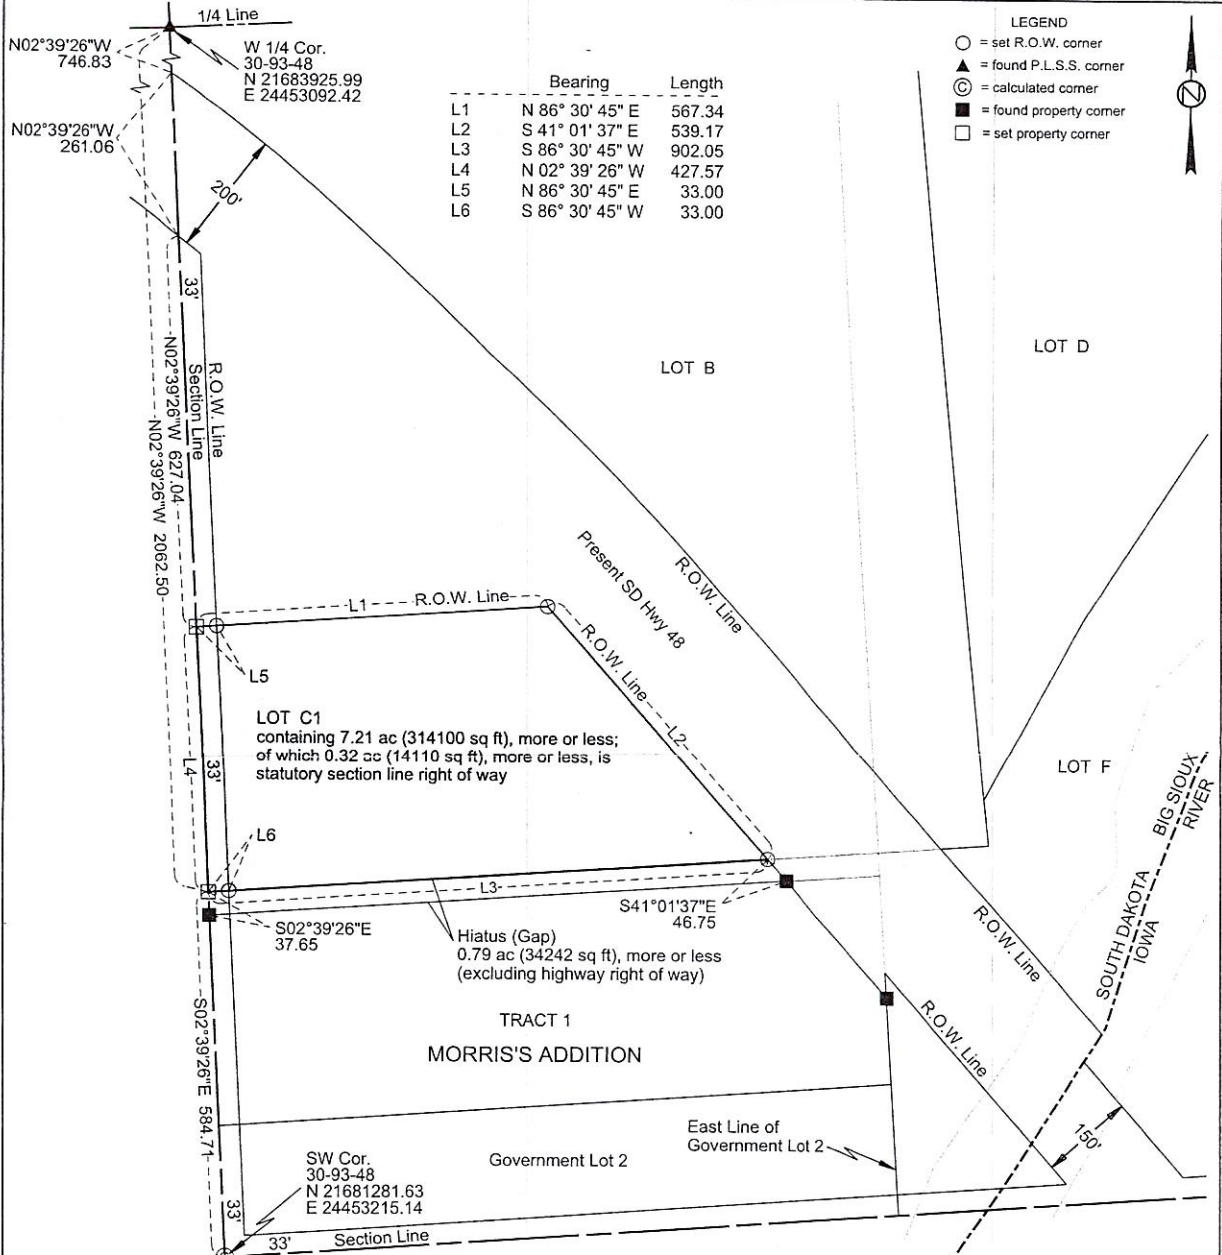 1/4 Line
N02°39'26"W
746.83
W 1/4 Cor.
30-93-48
N 21683925.99
E 24453092.42
N02°39'26"W
261.06
200'
Bearing Length
L1 N 86° 30' 45" E 567.34
L2 S 41° 01' 37" E 539.17
L3 S 86° 30' 45" W 902.05
L4 N 02° 39' 26" W 427.57
L5 N 86° 30' 45" E 33.00
L6 S 86° 30' 45" W 33.00
LEGEND
= set R.O.W. corner
= found P.L.S.S. corner
C = calculated corner
= found property corner
= set property corner
N
33'
R.O.W. Line
Section Line
N02°39'26"W 627.04
N02°39'26"W 2062.50
LOT B
LOT D
Present SD Hwy 48
R.O.W. Line
L1 R.O.W. Line
R.O.W. Line
L2
L5
LOT C1
containing 7.21 ac (314100 sq ft), more or less;
of which 0.32 ac (14110 sq ft), more or less, is
statutory section line right of way
L4
33'
L6
LOT F
BIG SIOUX
RIVER
SOUTH DAKOTA
IOWA
L3
S02°39'26"E
37.65
Hiatus (Gap)
0.79 ac (34242 sq ft), more or less
(excluding highway right of way)
S41°01'37"E
46.75
R.O.W. Line
R.O.W. Line
TRACT 1
MORRIS'S ADDITION
S02°39'26"E 584.71
East Line of
Government Lot 2
Government Lot 2
150'
SW Cor.
30-93-48
N 21681281.63
E 24453215.14
33'
33'
Section Line